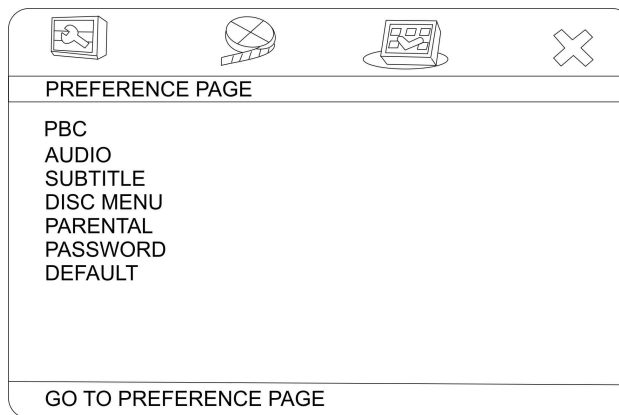 PREFERENCE PAGE
PBC
AUDIO
SUBTITLE
DISC MENU
PARENTAL
PASSWORD
DEFAULT
GO TO PREFERENCE PAGE